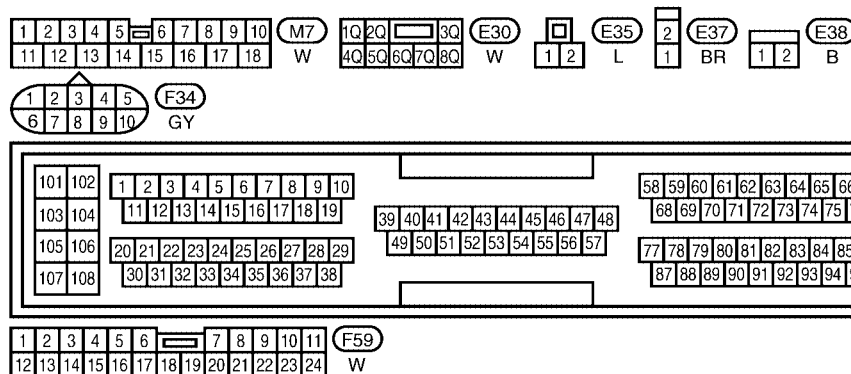 1 2 3 4 5 6 7 8 9 10 M7 1Q 2Q 3Q E30 E35 2 E37 E38
11 12 13 14 15 16 17 18 W 4Q 5Q 6Q 7Q 8Q W 1 2 L 1 BR 1 2 B
1 2 3 4 5 F34
6 7 8 9 10 GY
101 102 1 2 3 4 5 6 7 8 9 10 58 59 60 61 62 63 64 65 66
103 104 11 12 13 14 15 16 17 18 19 39 40 41 42 43 44 45 46 47 48 68 69 70 71 72 73 74 75
105 106 20 21 22 23 24 25 26 27 28 29 49 50 51 52 53 54 55 56 57 77 78 79 80 81 82 83 84 85
107 108 30 31 32 33 34 35 36 37 38 87 88 89 90 91 92 93 94
1 2 3 4 5 6 7 8 9 10 11 F59
12 13 14 15 16 17 18 19 20 21 22 23 24 W